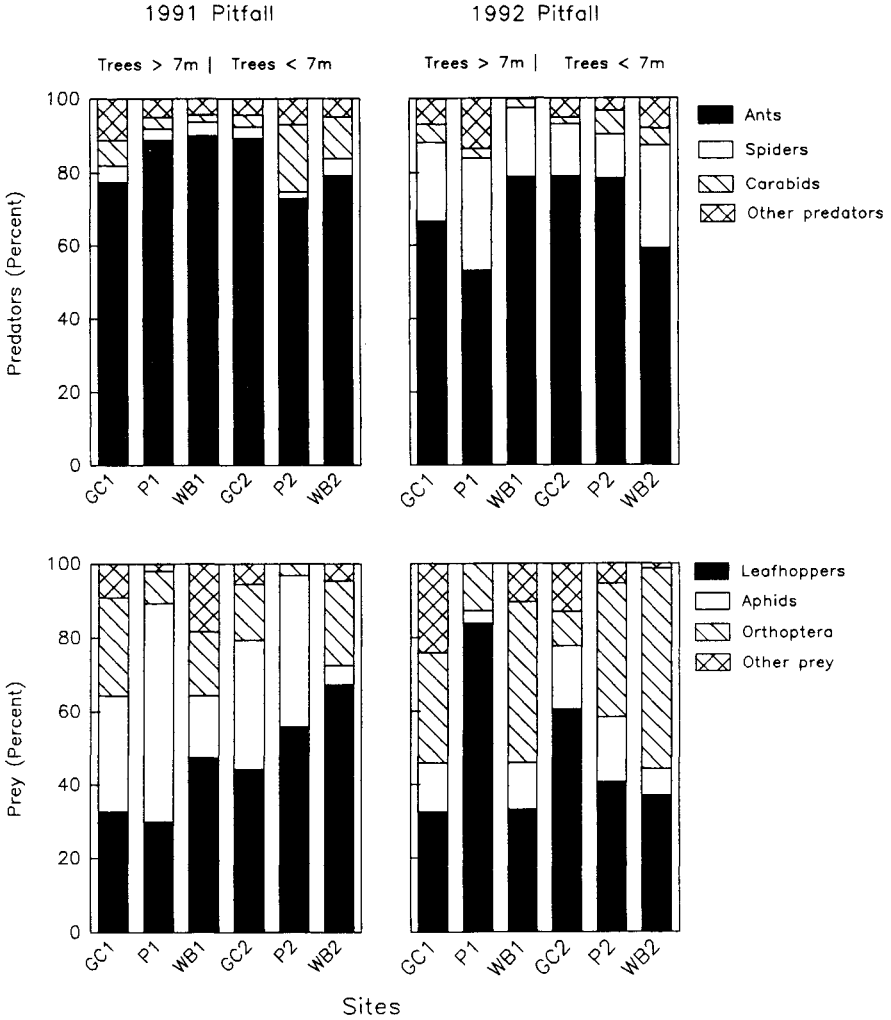 1991 Pitfall
1992 Pitfall
Trees > 7m | Trees < 7m
Trees > 7m | Trees < 7m
Predators (Percent)
100
80
60
40
20
0
GC1 P1 WB1 GC2 P2 WB2
GC1 P1 WB1 GC2 P2 WB2
Ants
Spiders
Carabids
Other predators
Prey (Percent)
100
80
60
40
20
0
GC1 P1 WB1 GC2 P2 WB2
GC1 P1 WB1 GC2 P2 WB2
Leafhoppers
Aphids
Orthoptera
Other prey
Sites